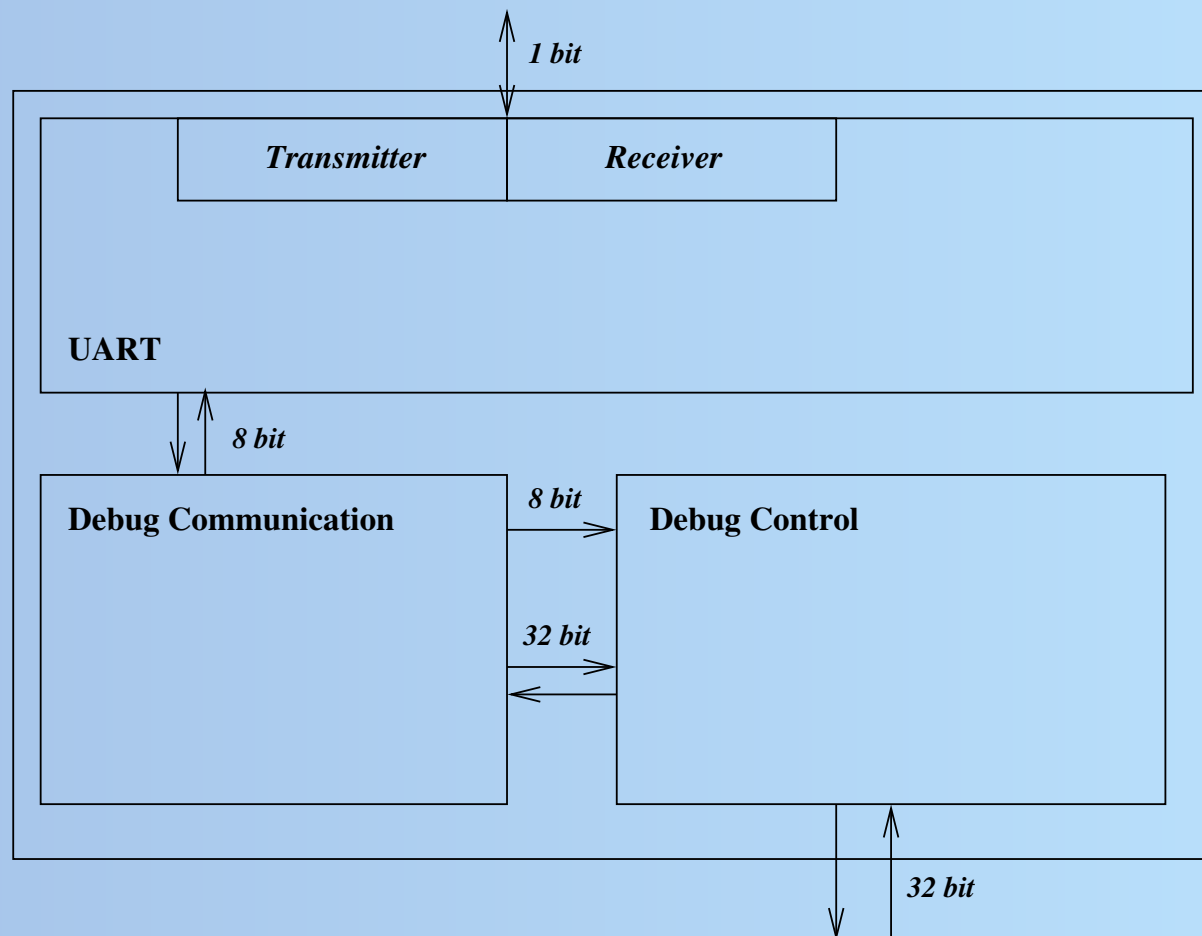 1 bit
Transmitter
Receiver
UART
8 bit
Debug Communication
8 bit
Debug Control
32 bit
32 bit